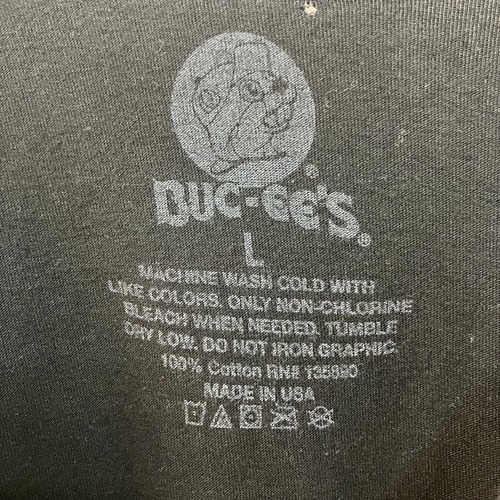 BUC-EE'S®
L
MACHINE WASH COLD WITH
LIKE COLORS. ONLY NON-CHLORINE
BLEACH WHEN NEEDED. TUMBLE
DRY LOW. DO NOT IRON GRAPHIC.
100% Cotton RN# 135890
MADE IN USA